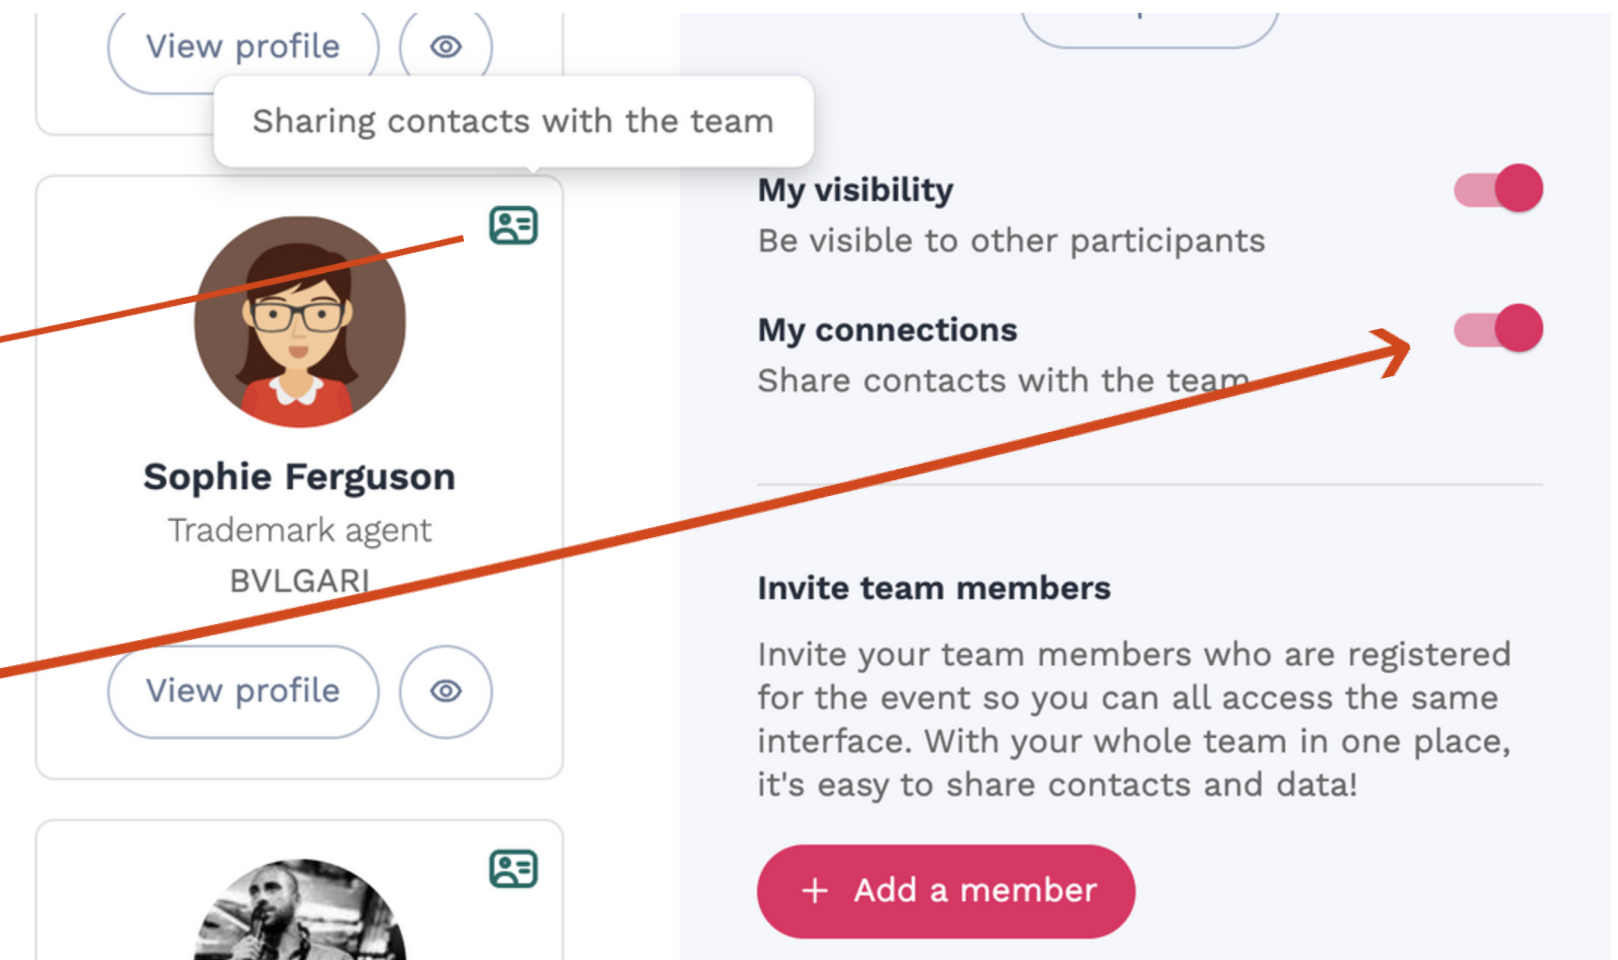 View profile
Sharing contacts with the team
Sophie Ferguson
Trademark agent
BVLGARI
View profile
My visibility
Be visible to other participants
My connections
Share contacts with the team
Invite team members
Invite your team members who are registered
for the event so you can all access the same
interface. With your whole team in one place,
it's easy to share contacts and data!
+ Add a member